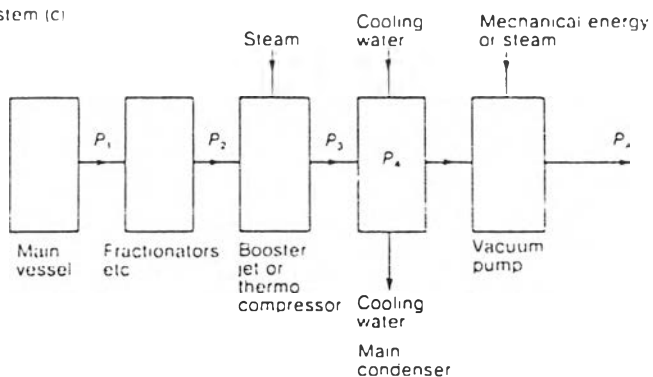 stem (c)
Steam
Cooling
water
Mechanical energy
or steam
P₁
P₂
P₃
P₄
Main
vessel
Fractionators
etc
Booster
jet or
thermo
compressor
Cooling
water
Main
condenser
Vacuum
pump